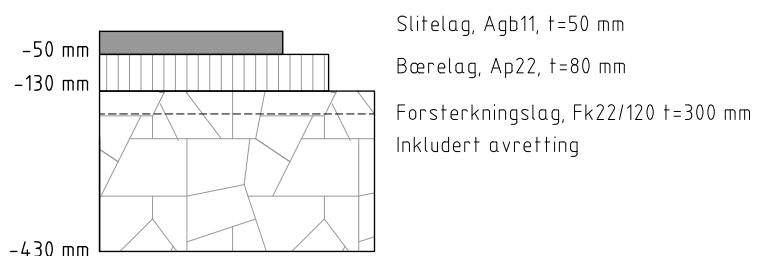 Slitelag, Agb11, t=50 mm
-50 mm
Bærelag, Ap22, t=80 mm
-130 mm
Forsterkningslag, Fk22/120 t=300 mm
Inkludert avretting
-430 mm